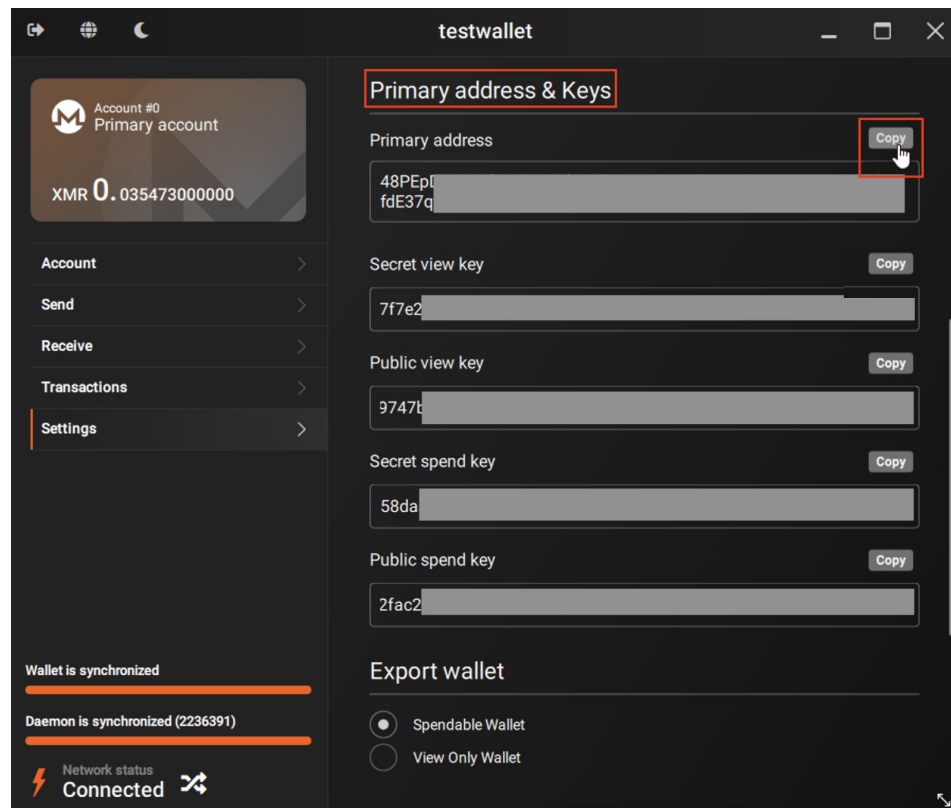 testwallet
Account #0
Primary account
XMR 0.035473000000
Account
Send
Receive
Transactions
Settings
Wallet is synchronized
Daemon is synchronized (2236391)
Network status
Connected
Primary address & Keys
Primary address
Copy
48PEp
fdE37q
Secret view key
Copy
7f7e2
Public view key
Copy
9747b
Secret spend key
Copy
58da
Public spend key
Copy
2fac2
Export wallet
Spendable Wallet
View Only Wallet